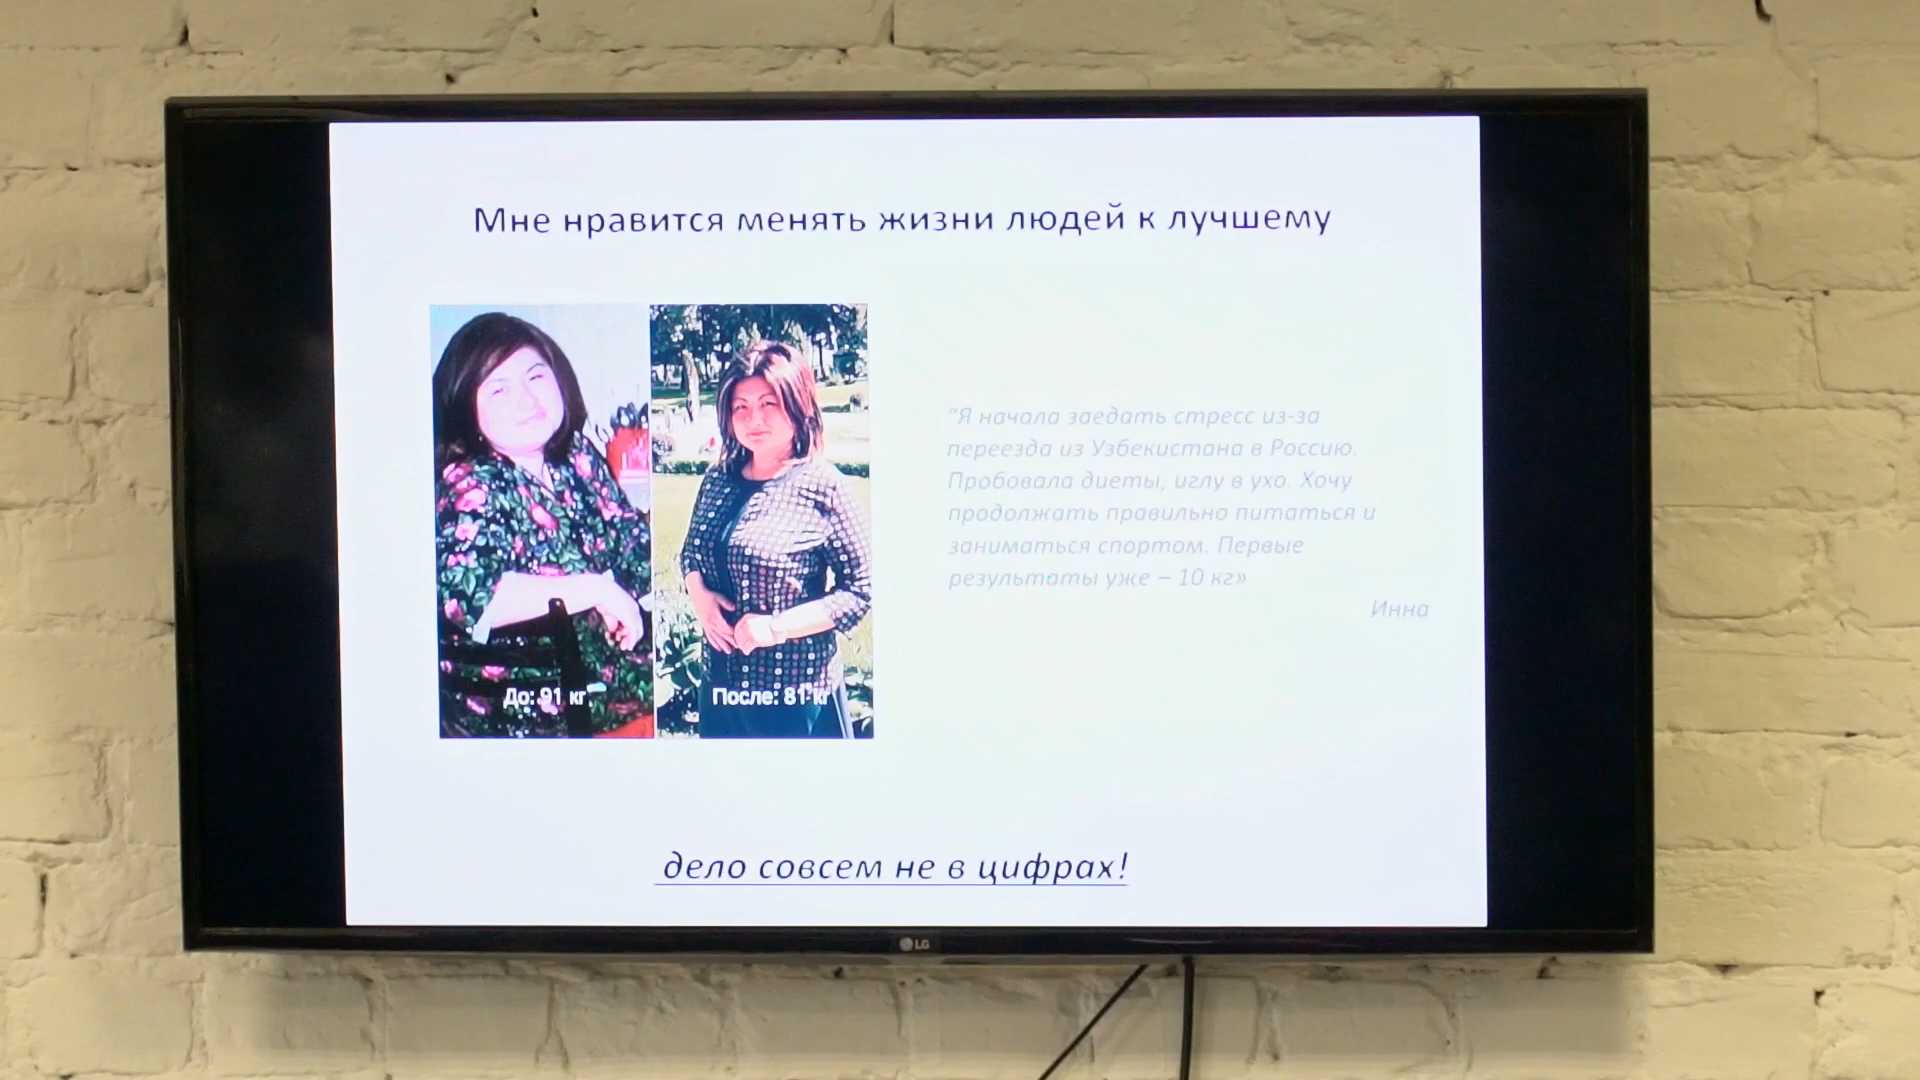 Мне нравится менять жизни людей к лучшему
“Я начала заедать стресс из-за
переезда из Узбекистана в Россию.
Пробовала диеты, иглу в ухо. Хочу
продолжать правильно питаться и
заниматься спортом. Первые
результаты уже – 10 кг»
Инна
До: 91 кг
После: 81 кг
дело совсем не в цифрах!
LG